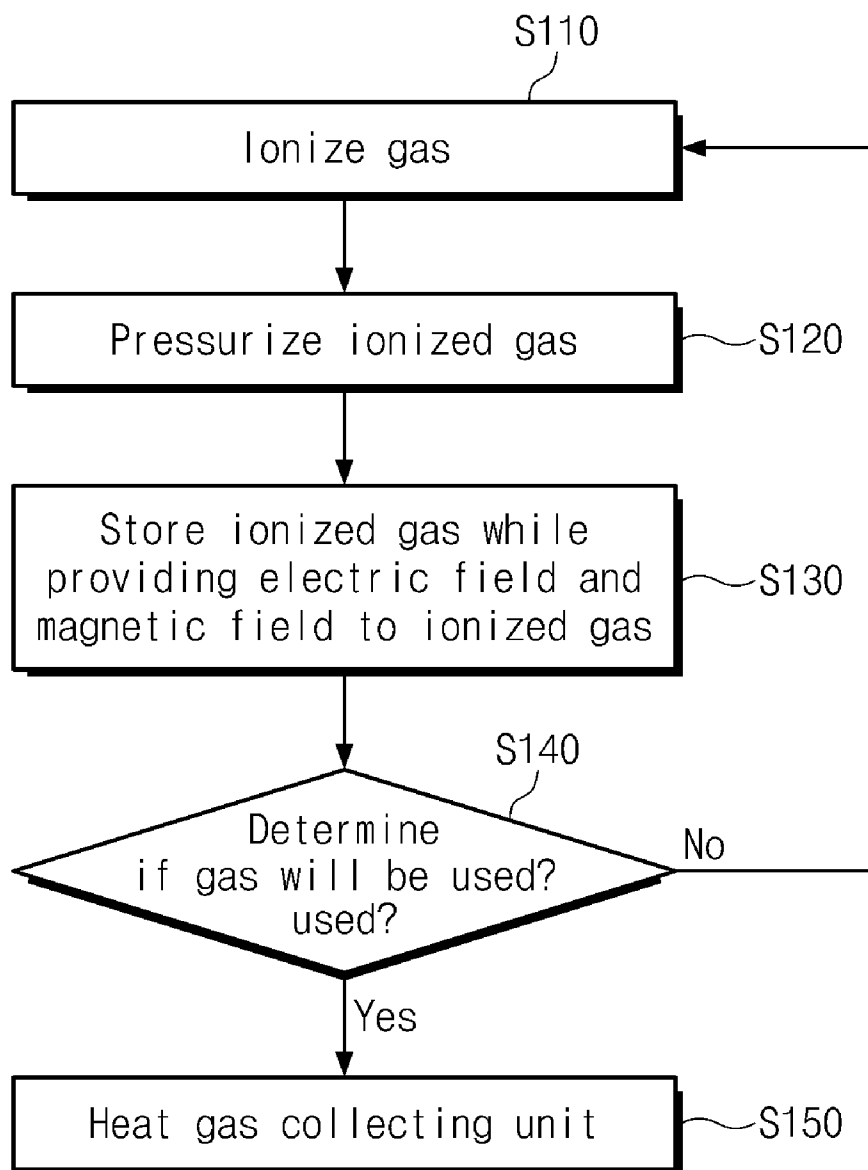 S110
Ionize gas
Pressurize ionized gas
S120
Store ionized gas while
providing electric field and
magnetic field to ionized gas
S130
S140
Determine
if gas will be used?
used?
No
Yes
Heat gas collecting unit
S150